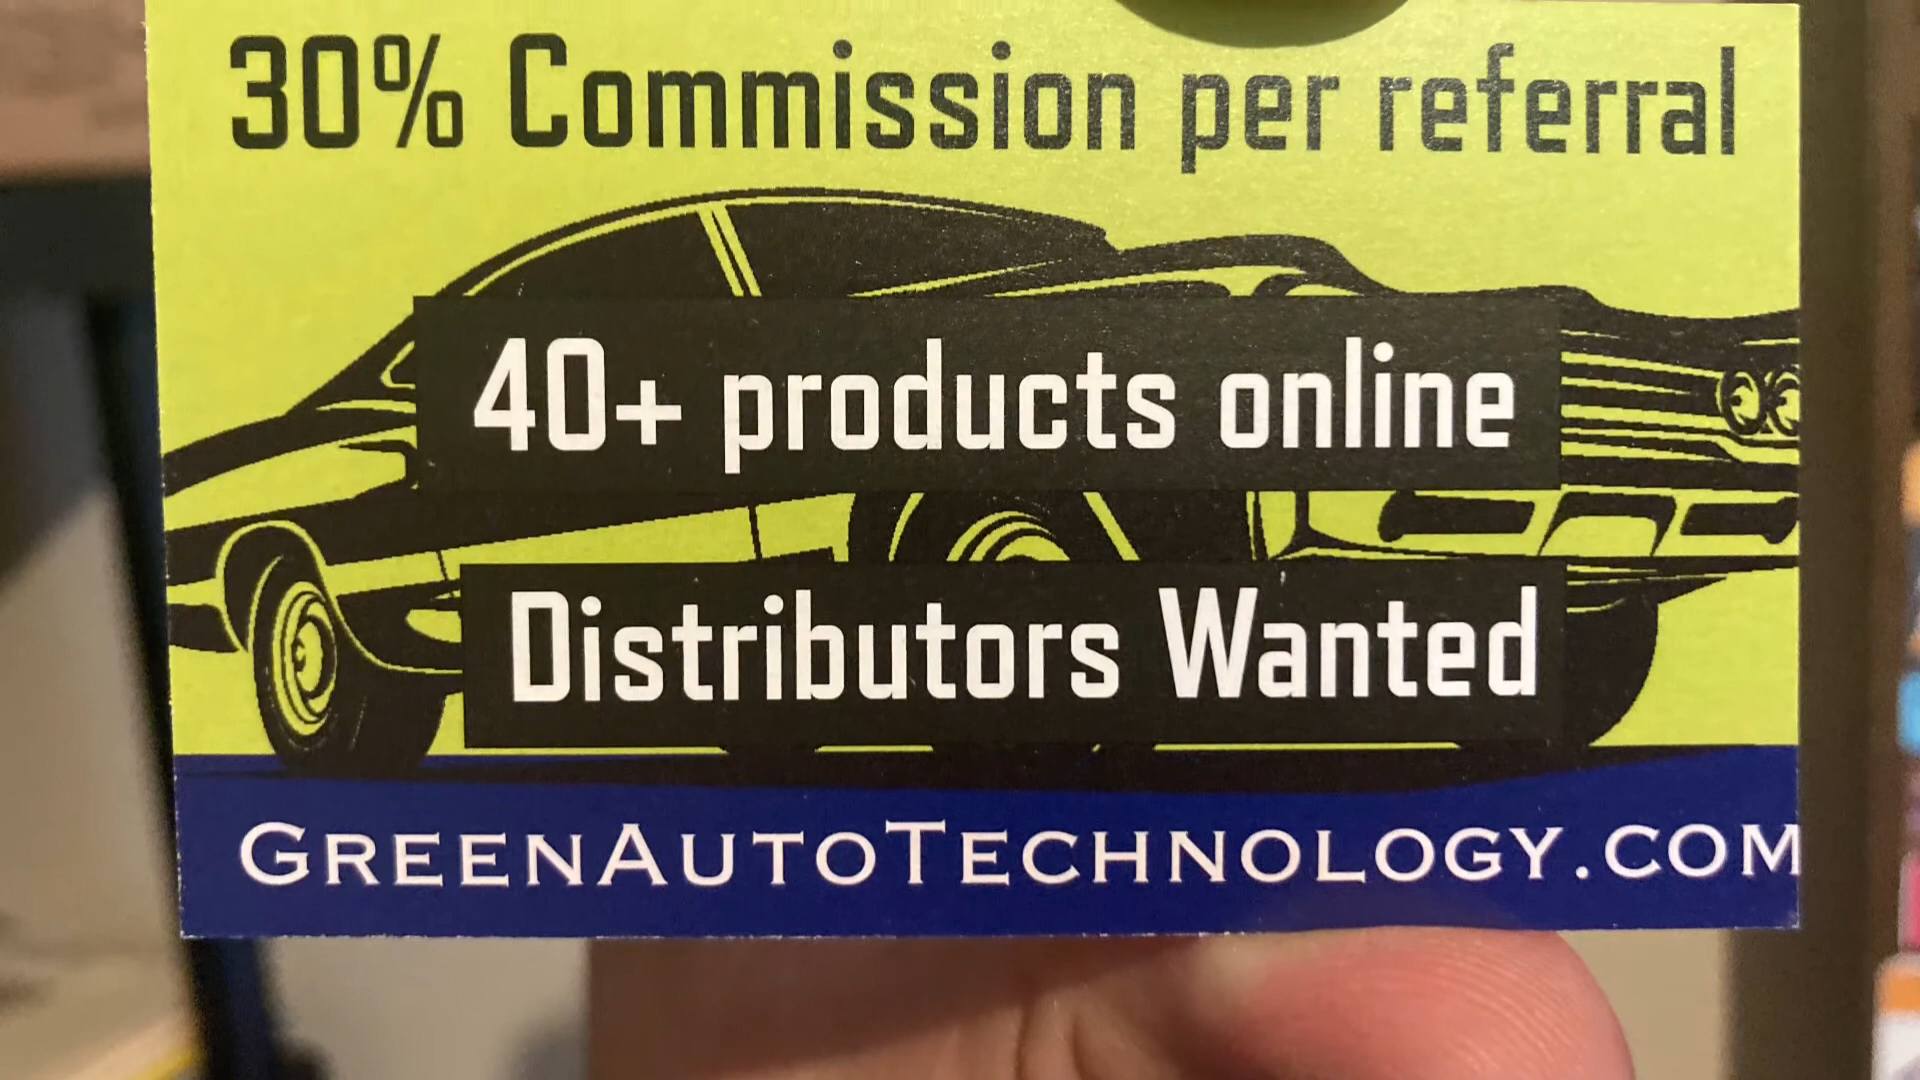 30% Commission per referral
40+ products online
Distributors Wanted
GreenAutoTechnology.com